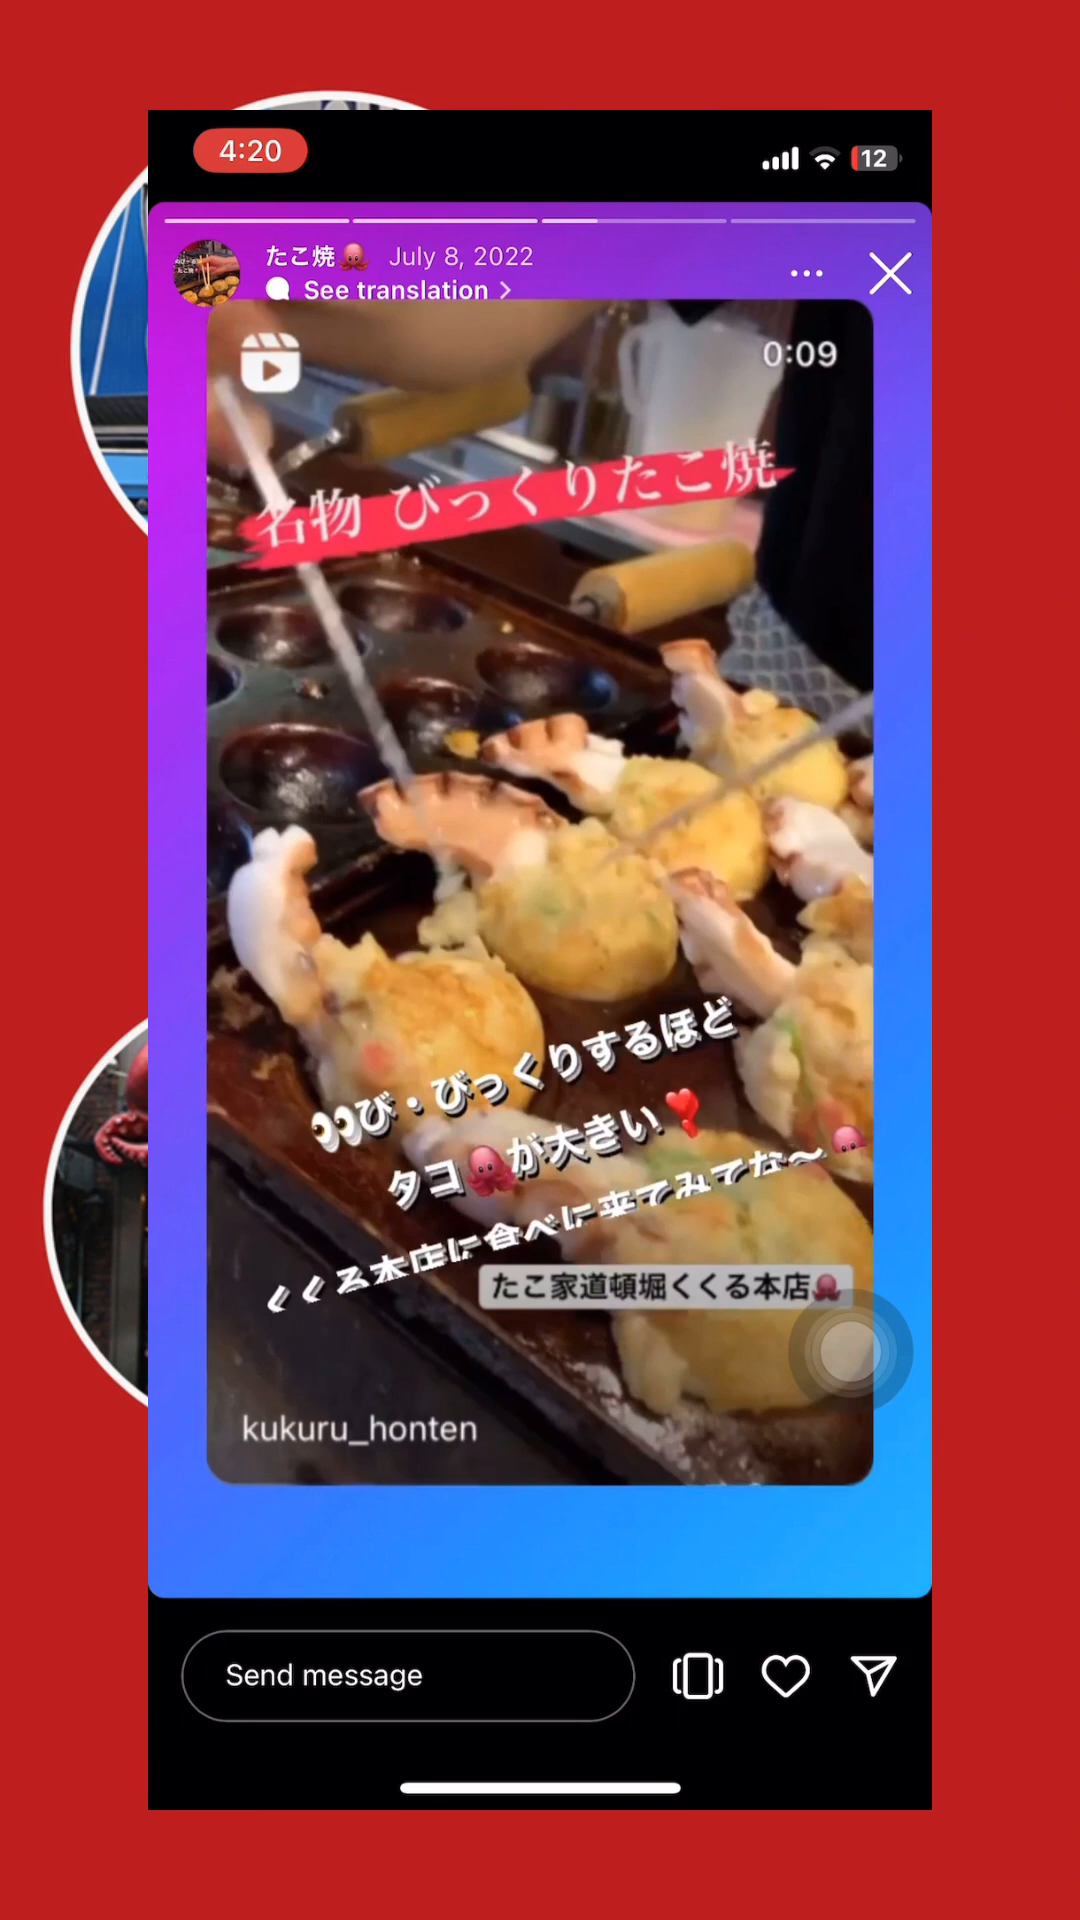 4:20
12
たこ焼🐙 July 8, 2022
See translation
0:09
名物 びっくりたこ焼
👀び・びっくりするほど
タコ🐙が大きい❣️
くくる本店に食べに来てみてな〜🐙
たこ家道頓堀くくる本店🐙
kukuru_honten
Send message